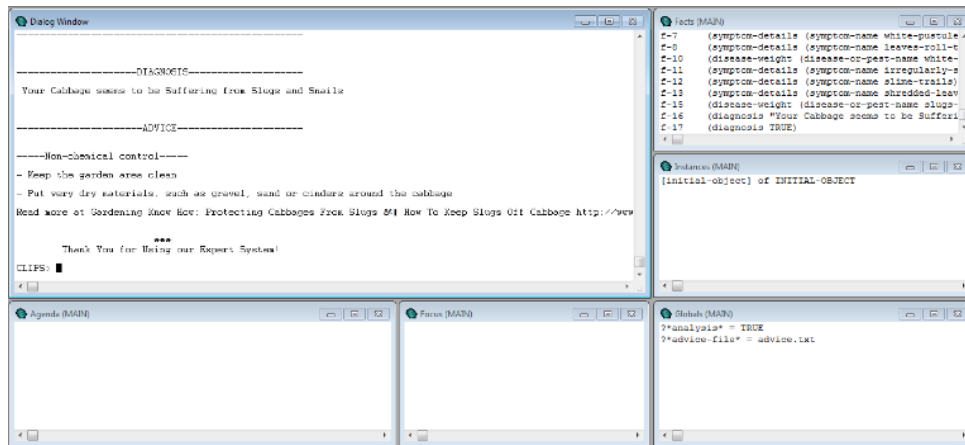 Dialog Window
-----------------------------------------------
--------------------DIAGNOSIS--------------------
Your Cabbage seems to be Suffering from Slugs and Snails
---------------------ADVICE---------------------
-----Non-chemical control-----
- Keep the garden area clean
- Put very dry materials, such as gravel, sand or cinders around the cabbage
Read more at Gardening Know How: Protecting Cabbages From Slugs How To Keep Slugs Off Cabbage http://www
***
Thank You for Using our Expert System!
CLIPS>
Facts (MAIN)
f-7 (symptom-details (symptom-name white-pustule
f-8 (symptom-details (symptom-name leaves-roll-t
f-10 (disease-weight (disease-or-pest-name white-
f-11 (symptom-details (symptom-name irregularly-s
f-12 (symptom-details (symptom-name slime-trails)
f-13 (symptom-details (symptom-name shredded-leav
f-15 (disease-weight (disease-or-pest-name slugs-
f-16 (diagnosis "Your Cabbage seems to be Sufferi
f-17 (diagnosis TRUE)
Instances (MAIN)
[initial-object] of INITIAL-OBJECT
Agenda (MAIN)
Focus (MAIN)
Globals (MAIN)
?*analysis* = TRUE
?*advice-file* = advice.txt